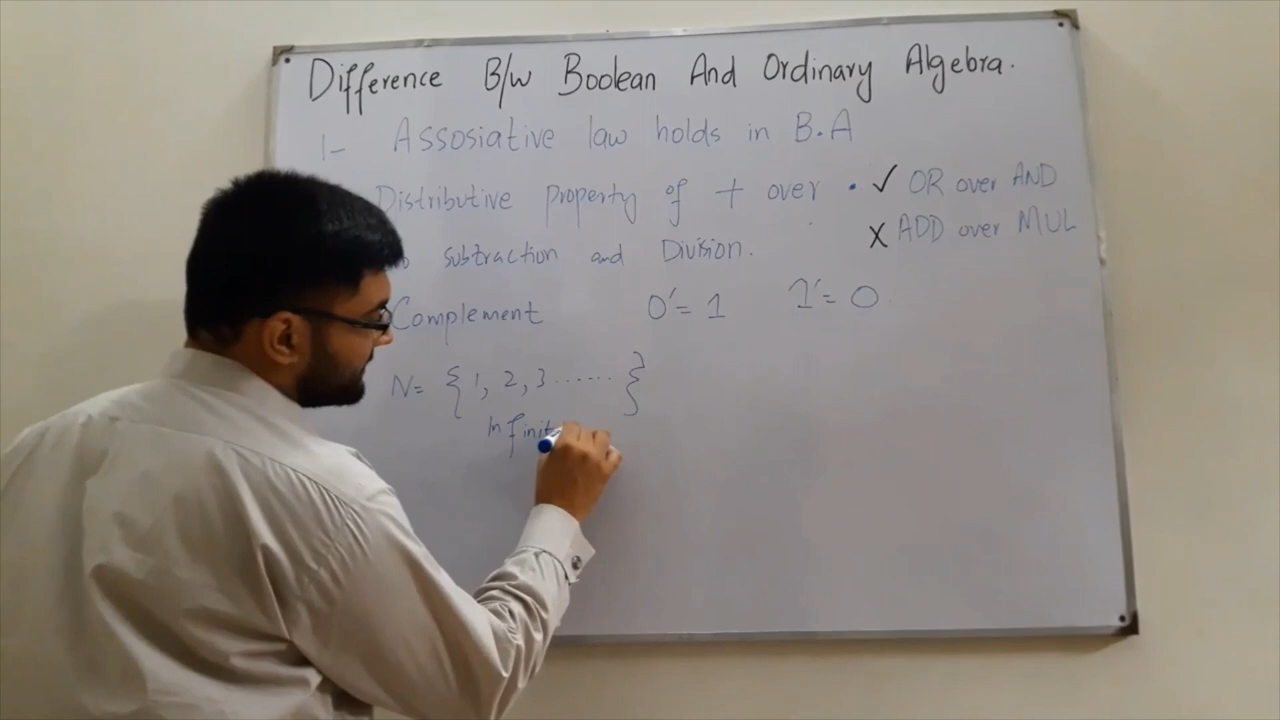 Difference B/w Boolean And Ordinary Algebra.
1- Assosiative law holds in B.A
Distributive Property of + over • ✓ OR over AND
X ADD over MUL
subtraction and Division.
Complement 0'= 1 1'= 0
N= { 1, 2, 3 ...... }
Infinit